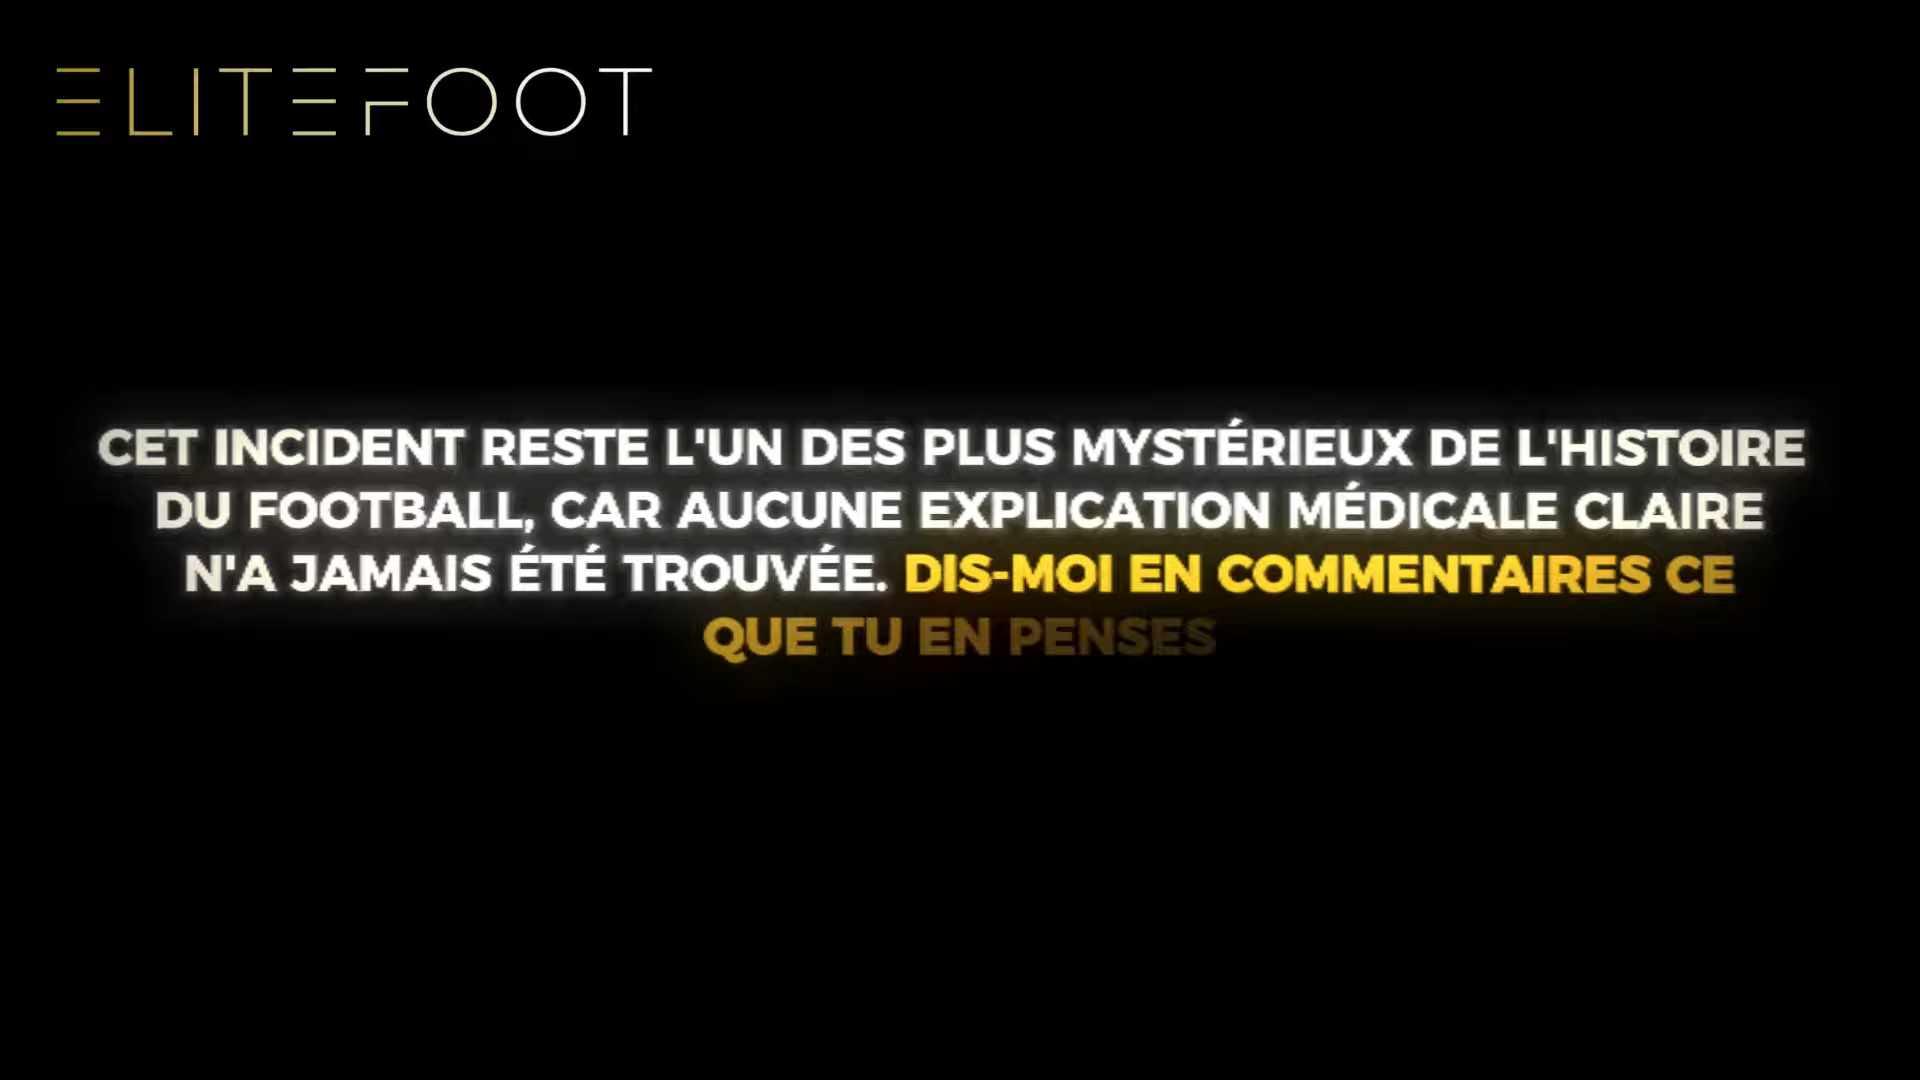 ELITEFOOT
CET INCIDENT RESTE L'UN DES PLUS MYSTÉRIEUX DE L'HISTOIRE
DU FOOTBALL, CAR AUCUNE EXPLICATION MÉDICALE CLAIRE
N'A JAMAIS ÉTÉ TROUVÉE. DIS-MOI EN COMMENTAIRES CE
QUE TU EN PENSES